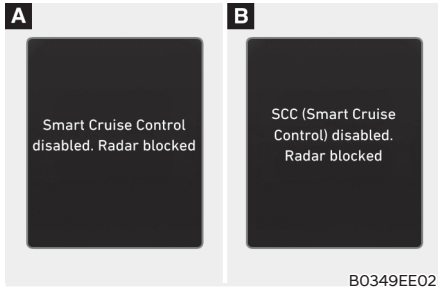 A
Smart Cruise Control
disabled. Radar blocked
B
SCC (Smart Cruise
Control) disabled.
Radar blocked
B0349EE02